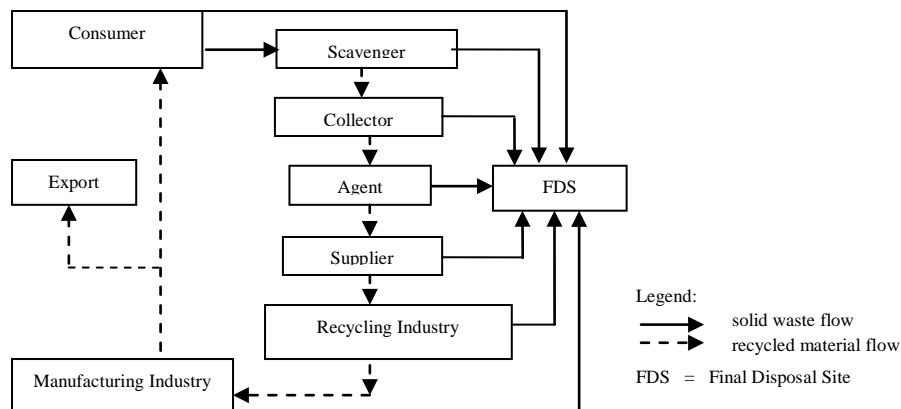 Consumer
Scavenger
Collector
Export
Agent
FDS
Supplier
Recycling Industry
Manufacturing Industry
Legend:
solid waste flow
recycled material flow
FDS = Final Disposal Site